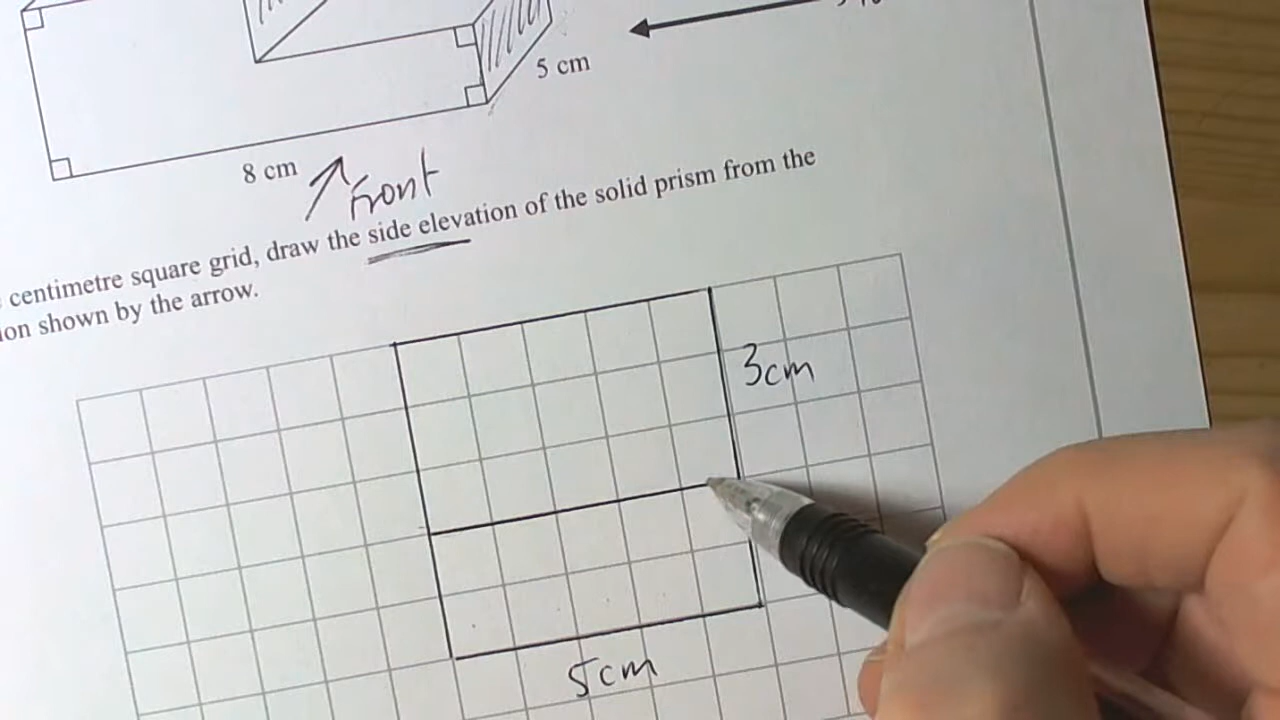 5 cm
8 cm
Front
centimetre square grid, draw the side elevation of the solid prism from the
ion shown by the arrow.
3cm
5cm